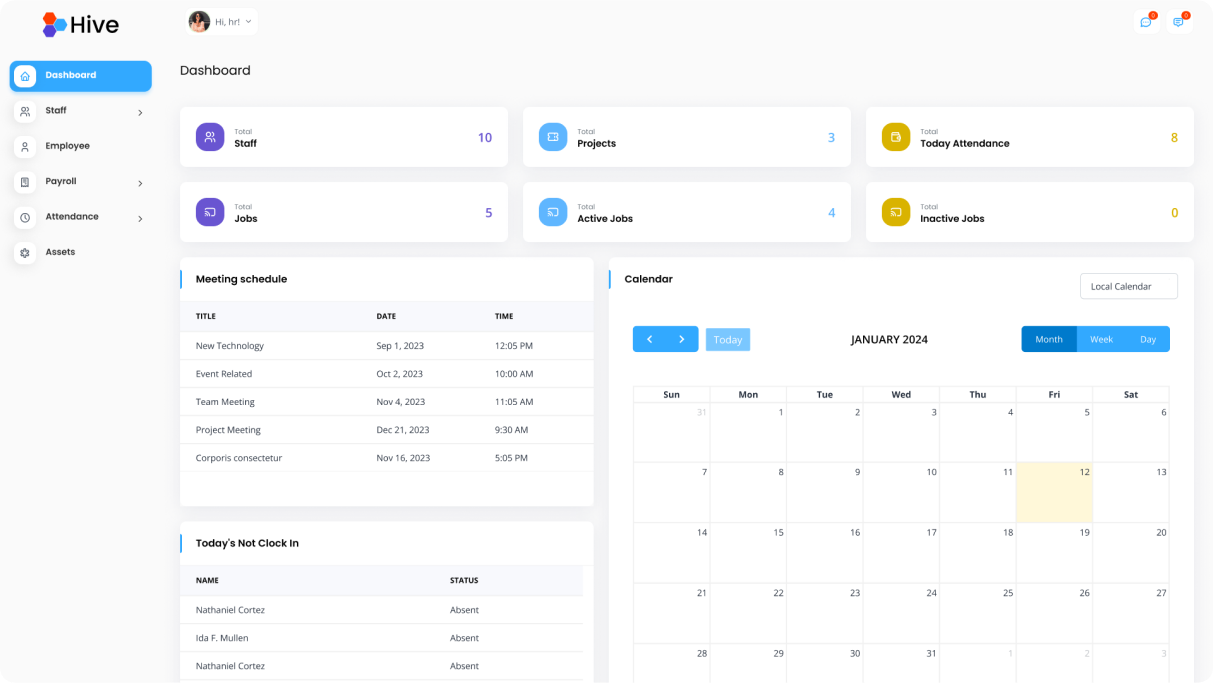 Hive
Hi, hr!
0
0
Dashboard
Staff
Employee
Payroll
Attendance
Assets
Dashboard
Total
Staff
10
Total
Projects
3
Total
Today Attendance
8
Total
Jobs
5
Total
Active Jobs
4
Total
Inactive Jobs
0
Meeting schedule
TITLE DATE TIME
New Technology Sep 1, 2023 12:05 PM
Event Related Oct 2, 2023 10:00 AM
Team Meeting Nov 4, 2023 11:05 AM
Project Meeting Dec 21, 2023 9:30 AM
Corporis consectetur Nov 16, 2023 5:05 PM
Today's Not Clock In
NAME STATUS
Nathaniel Cortez Absent
Ida F. Mullen Absent
Nathaniel Cortez Absent
Calendar
Local Calendar
Today
JANUARY 2024
Month Week Day
Sun Mon Tue Wed Thu Fri Sat
31 1 2 3 4 5 6
7 8 9 10 11 12 13
14 15 16 17 18 19 20
21 22 23 24 25 26 27
28 29 30 31 1 2 3